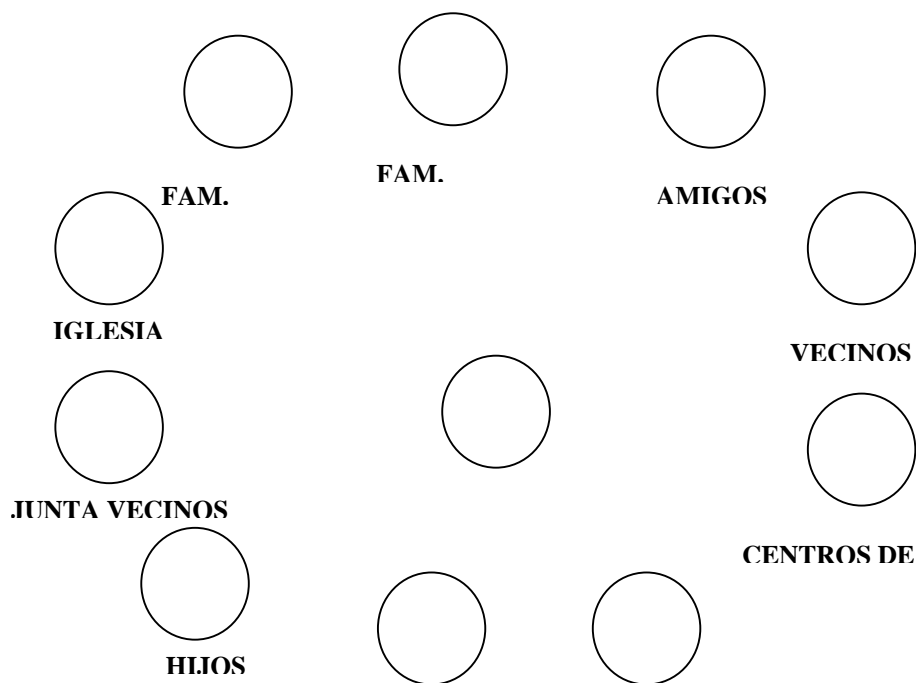 FAM.
FAM.
AMIGOS
IGLESIA
VECINOS
JUNTA VECINOS
CENTROS DE
HIJOS